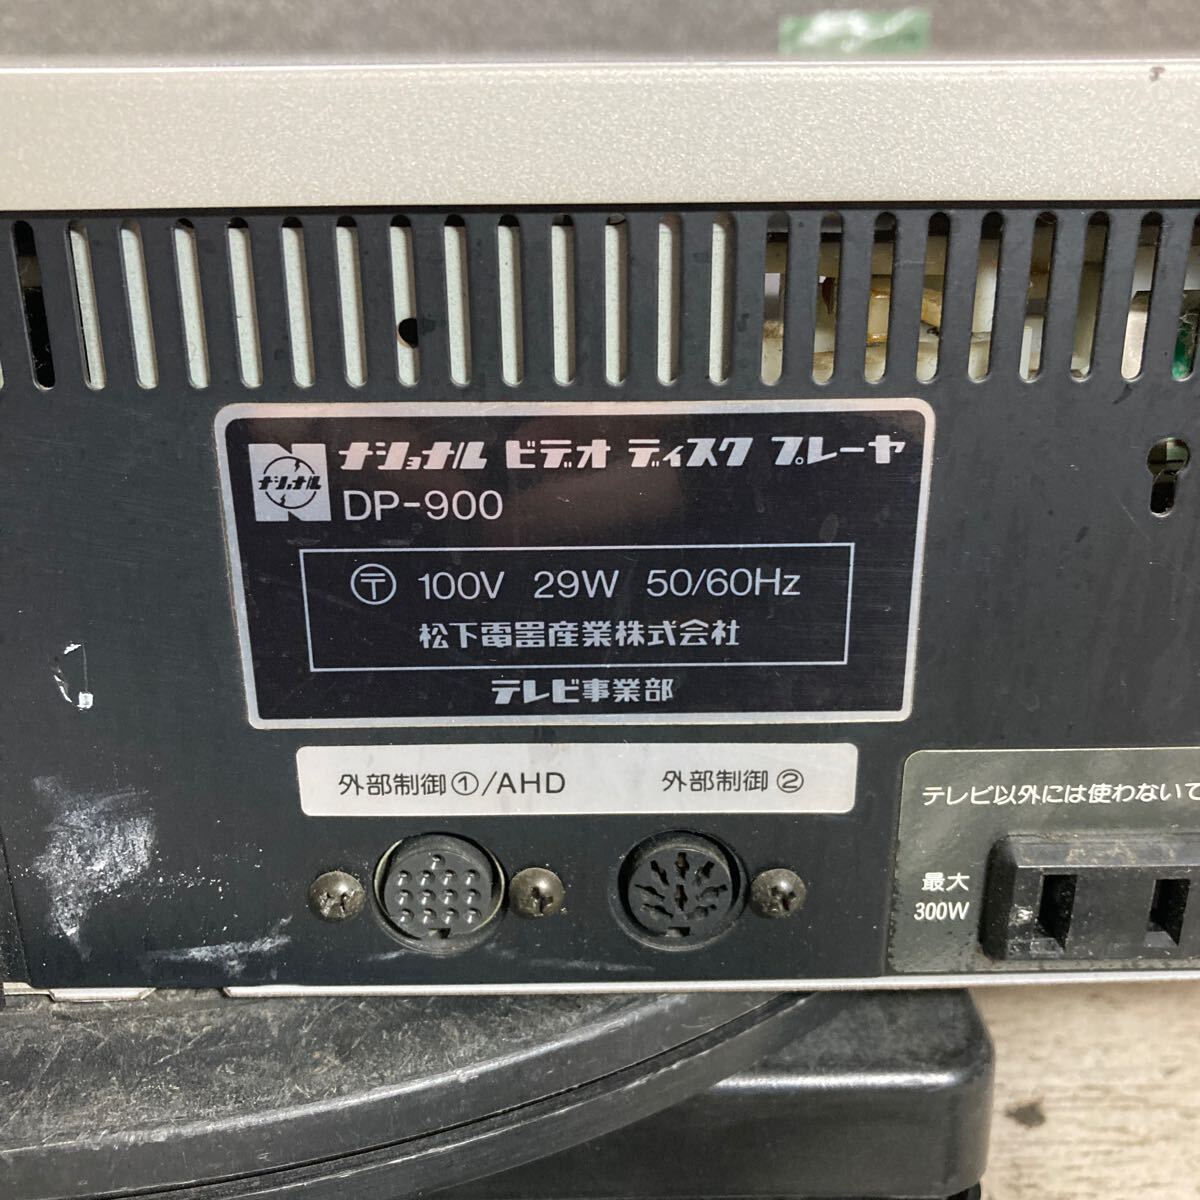 ナショナル
ナショナル ビデオ ディスク プレーヤ
DP-900
〒 100V 29W 50/60Hz
松下電器産業株式会社
テレビ事業部
外部制御①/AHD
外部制御②
テレビ以外には使わないで
最大
300W